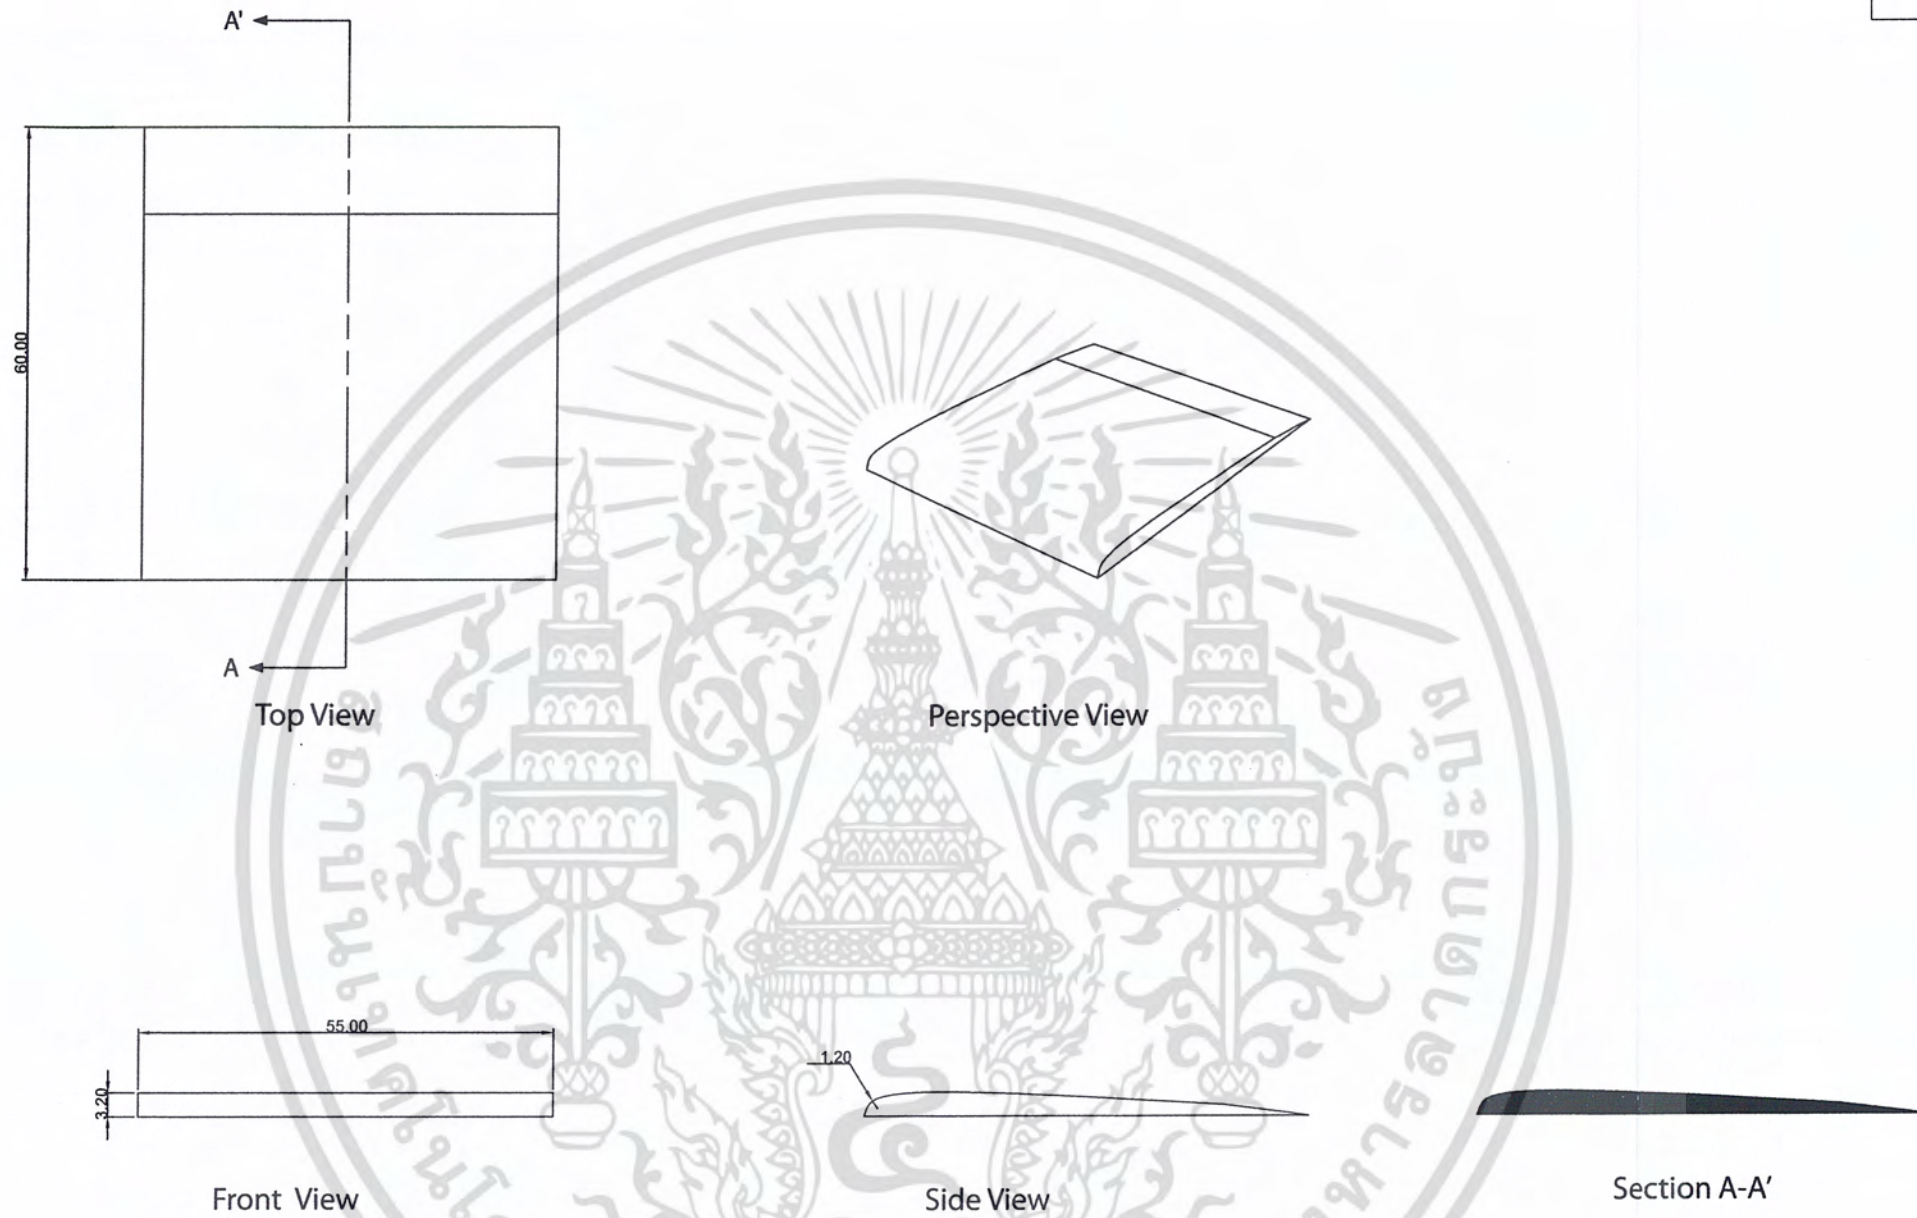 A'
60.00
A
Top View
Perspective View
55.00
3.20
1.20
Front View
Side View
Section A-A'